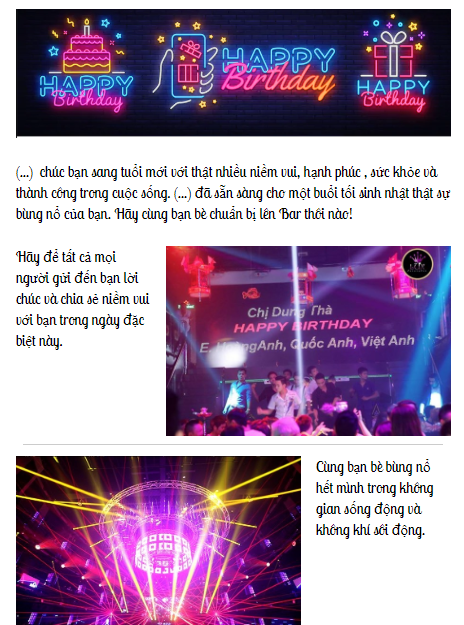 HAPPY
Birthday
HAPPY
Birthday
HAPPY
Birthday
(...) chúc bạn sang tuổi mới với thật nhiều niềm vui, hạnh phúc , sức khỏe và
thành công trong cuộc sống. (...) đã sẵn sàng cho một buổi tối sinh nhật thật sự
bùng nổ của bạn. Hãy cùng bạn bè chuẩn bị lên Bar thôi nào!
Hãy để tất cả mọi
người gửi đến bạn lời
chúc và chia sẻ niềm vui
với bạn trong ngày đặc
biệt này.
Chị Dung Thà
HAPPY BIRTHDAY
E. HoàngAnh, Quốc Anh, Việt Anh
Cùng bạn bè bùng nổ
hết mình trong không
gian sống động và
không khí sôi động.